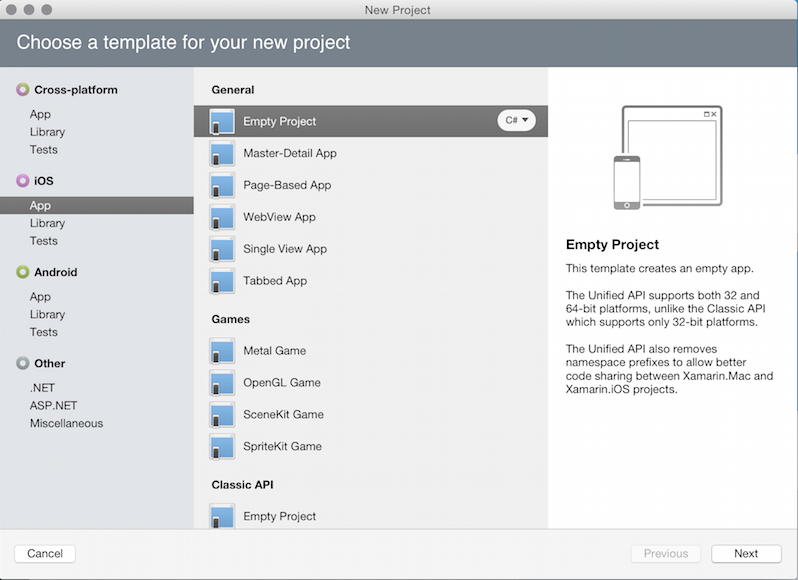 New Project
Choose a template for your new project
Cross-platform
App
Library
Tests
iOS
App
Library
Tests
Android
App
Library
Tests
Other
.NET
ASP.NET
Miscellaneous
General
Empty Project
C#
Master-Detail App
Page-Based App
WebView App
Single View App
Tabbed App
Games
Metal Game
OpenGL Game
SceneKit Game
SpriteKit Game
Classic API
Empty Project
Empty Project
This template creates an empty app.
The Unified API supports both 32 and
64-bit platforms, unlike the Classic API
which supports only 32-bit platforms.
The Unified API also removes
namespace prefixes to allow better
code sharing between Xamarin.Mac and
Xamarin.iOS projects.
Cancel
Previous
Next